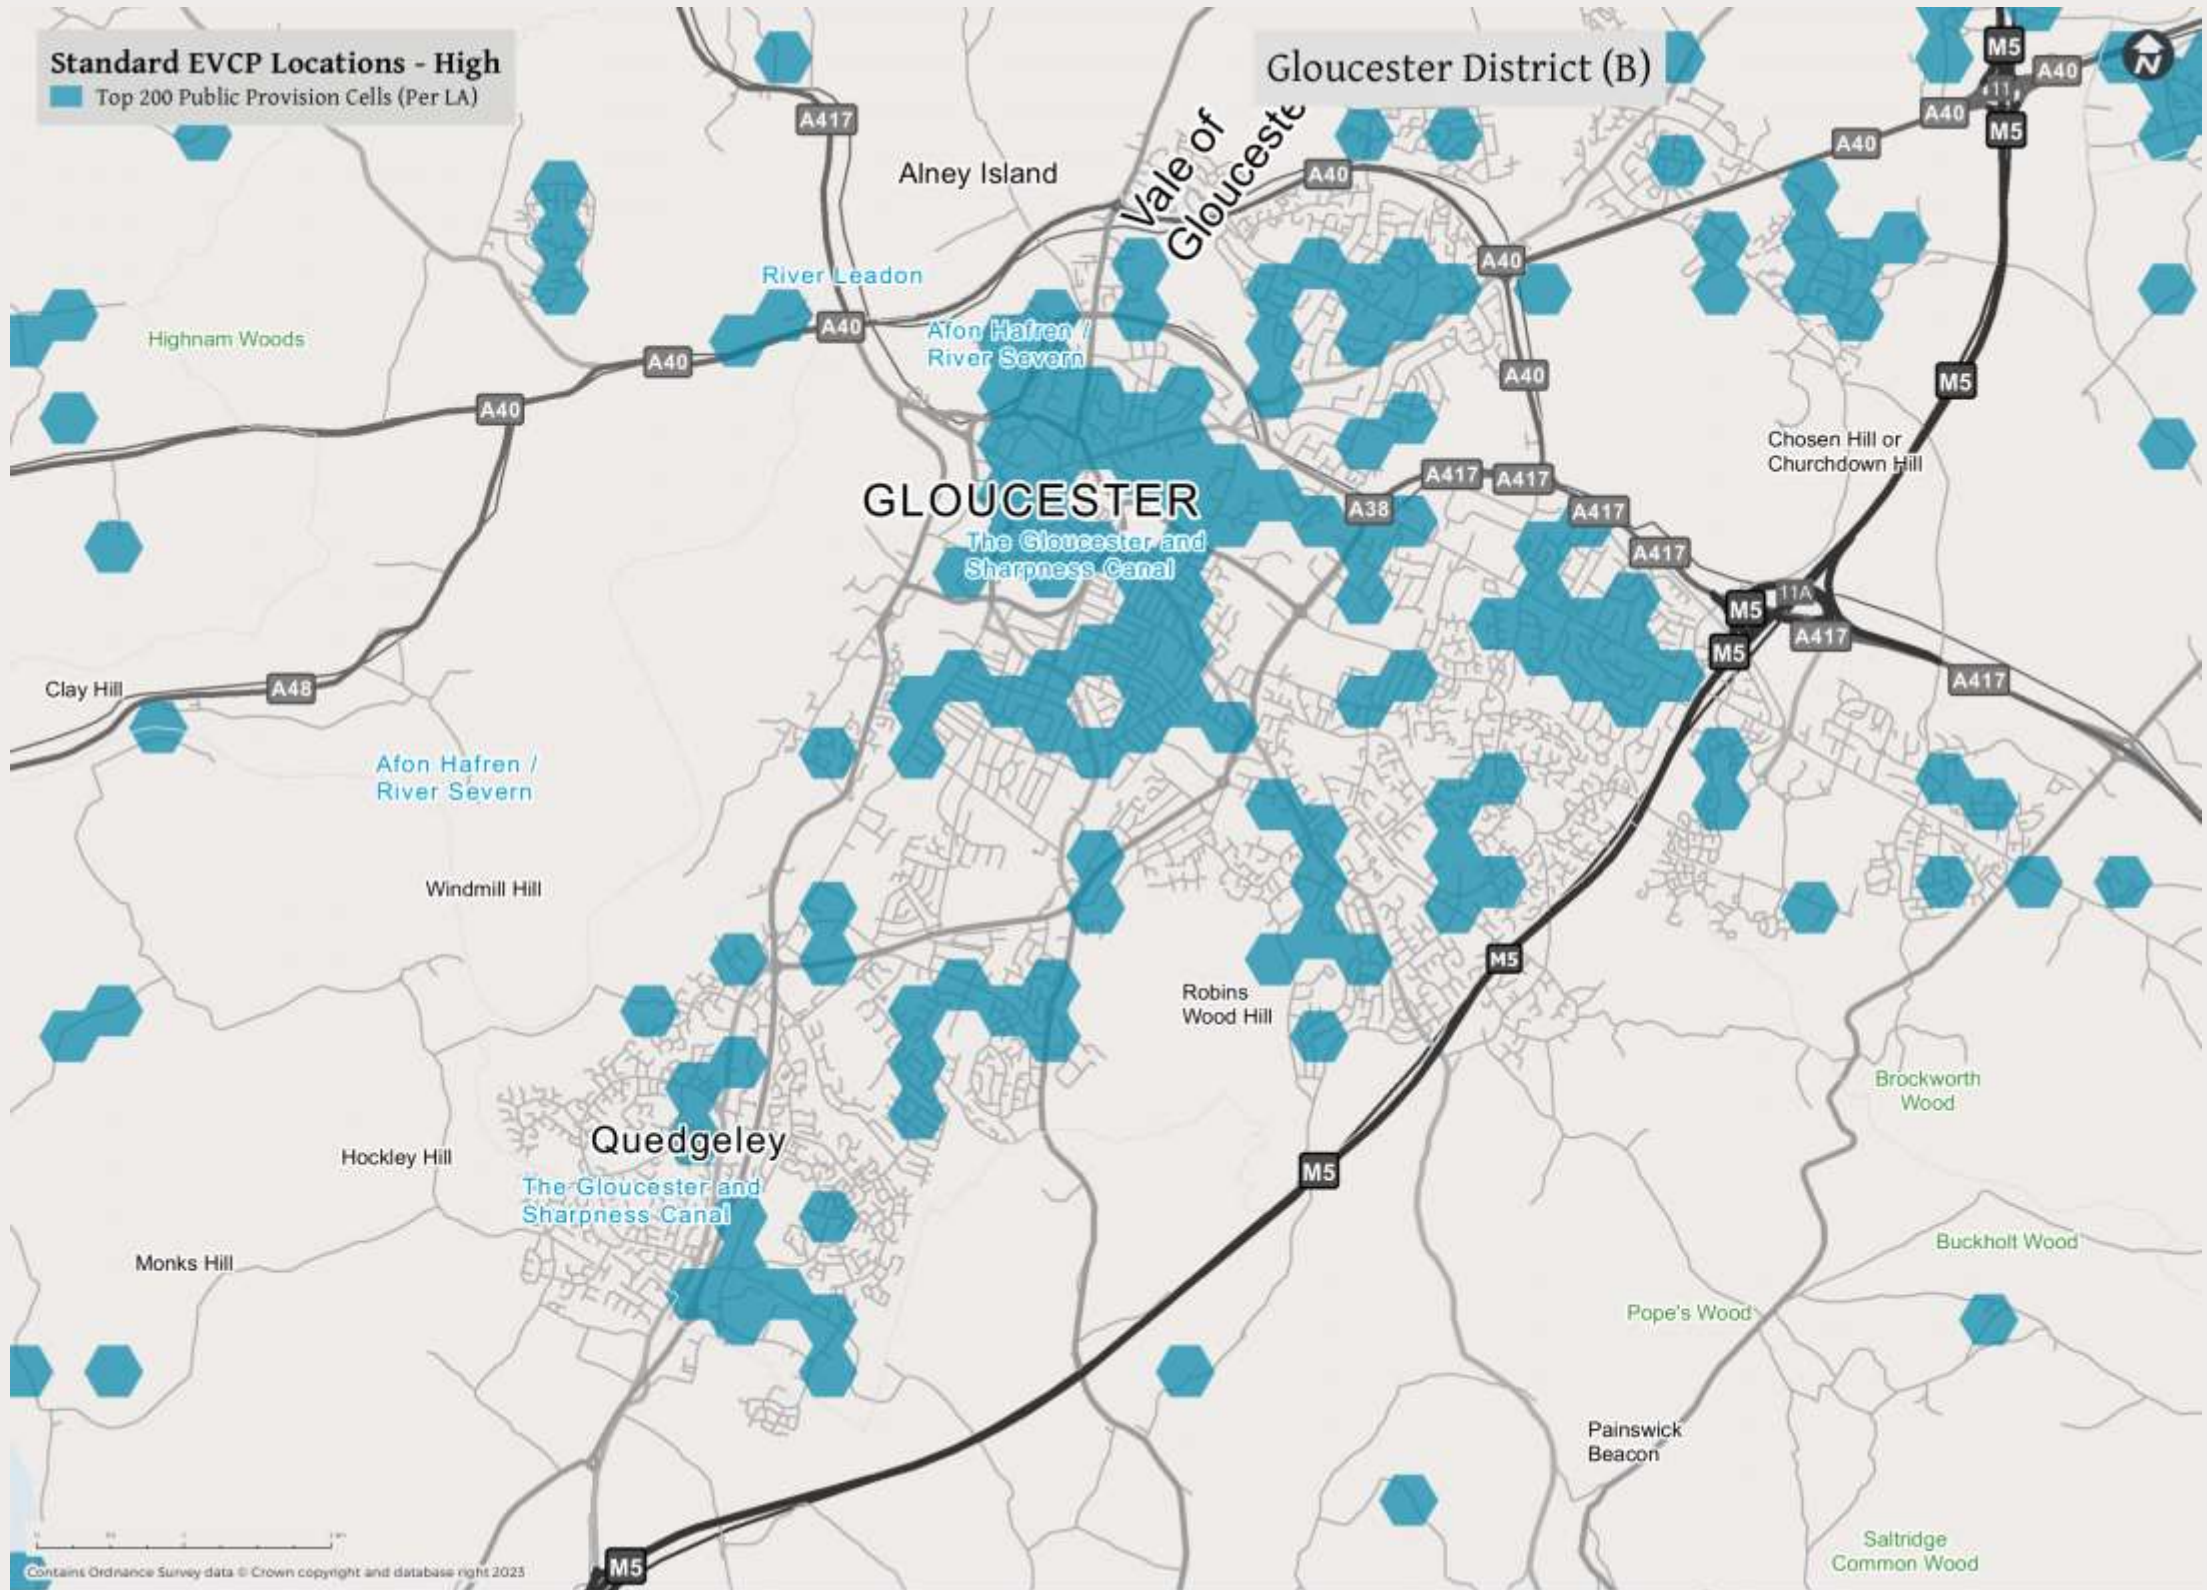 Standard EVCP Locations - High
Top 200 Public Provision Cells (Per LA)
Gloucester District (B)
N
M5
A40
11
A40
M5
A40
A417
Alney Island
Vale of
Glouceste
A40
A40
River Leadon
Afon Hafren /
River Severn
A40
Highnam Woods
A40
A40
A40
M5
Chosen Hill or
Churchdown Hill
A417
A417
A38
A417
GLOUCESTER
The Gloucester and
Sharpness Canal
A417
11A
M5
A417
M5
A417
Clay Hill
A48
Afon Hafren /
River Severn
Windmill Hill
M5
Robins
Wood Hill
Brockworth
Wood
Quedgeley
Hockley Hill
M5
The Gloucester and
Sharpness Canal
Monks Hill
Buckholt Wood
Pope's Wood
Painswick
Beacon
Saltridge
Common Wood
M5
Contains Ordnance Survey data © Crown copyright and database right 2023